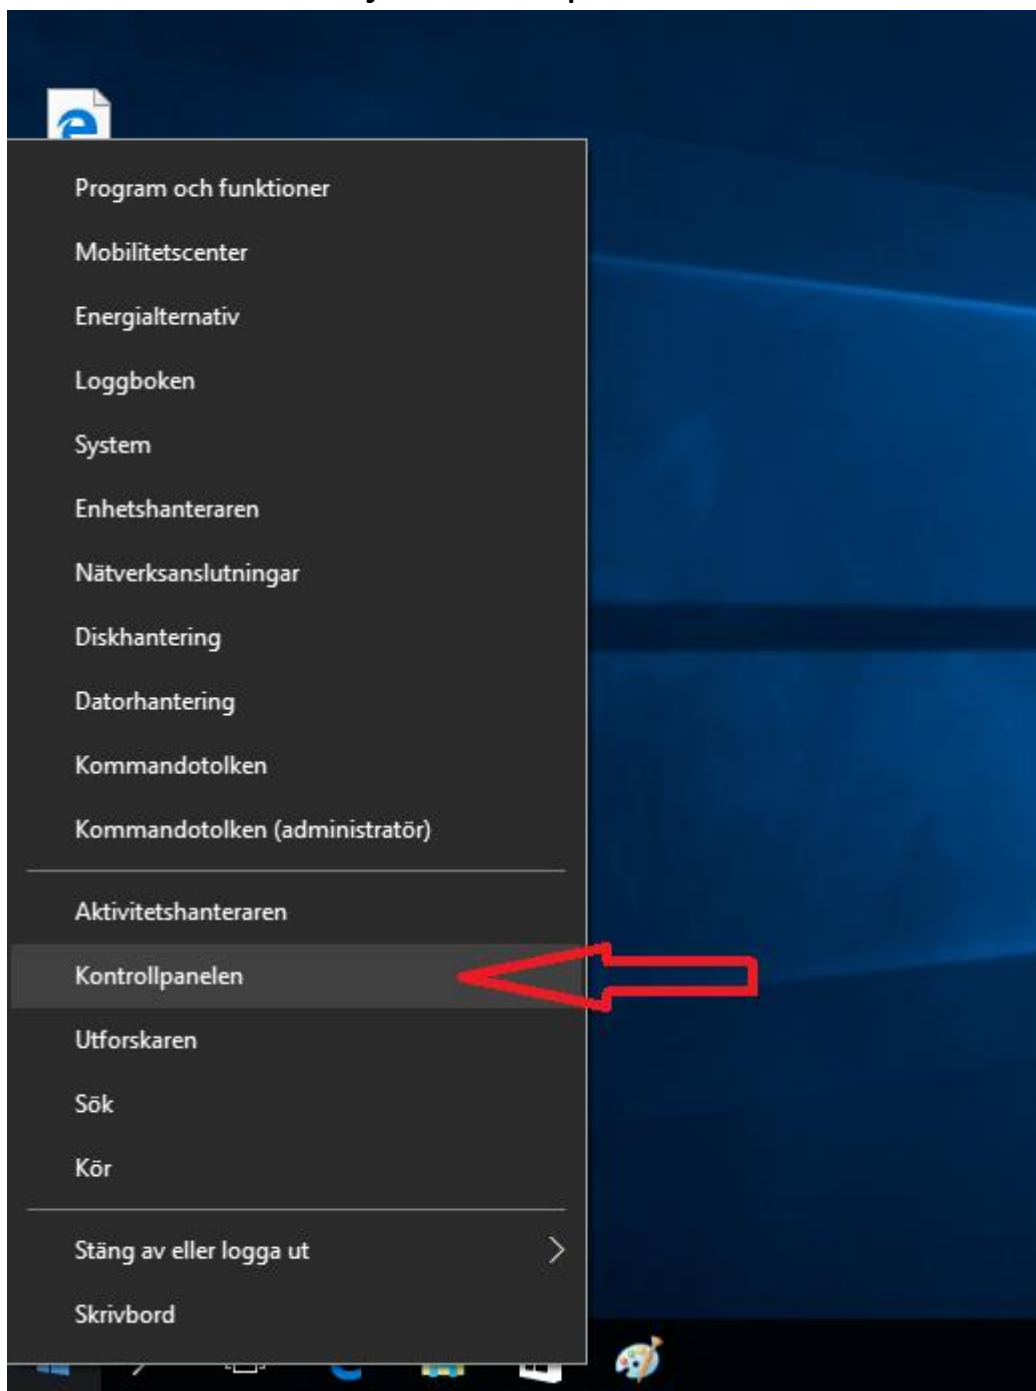 Program och funktioner
Mobilitetscenter
Energialternativ
Loggboken
System
Enhetshanteraren
Nätverksanslutningar
Diskhantering
Datorhantering
Kommandotolken
Kommandotolken (administratör)
Aktivitetshanteraren
Kontrollpanelen
Utforskaren
Sök
Kör
Stäng av eller logga ut
Skrivbord